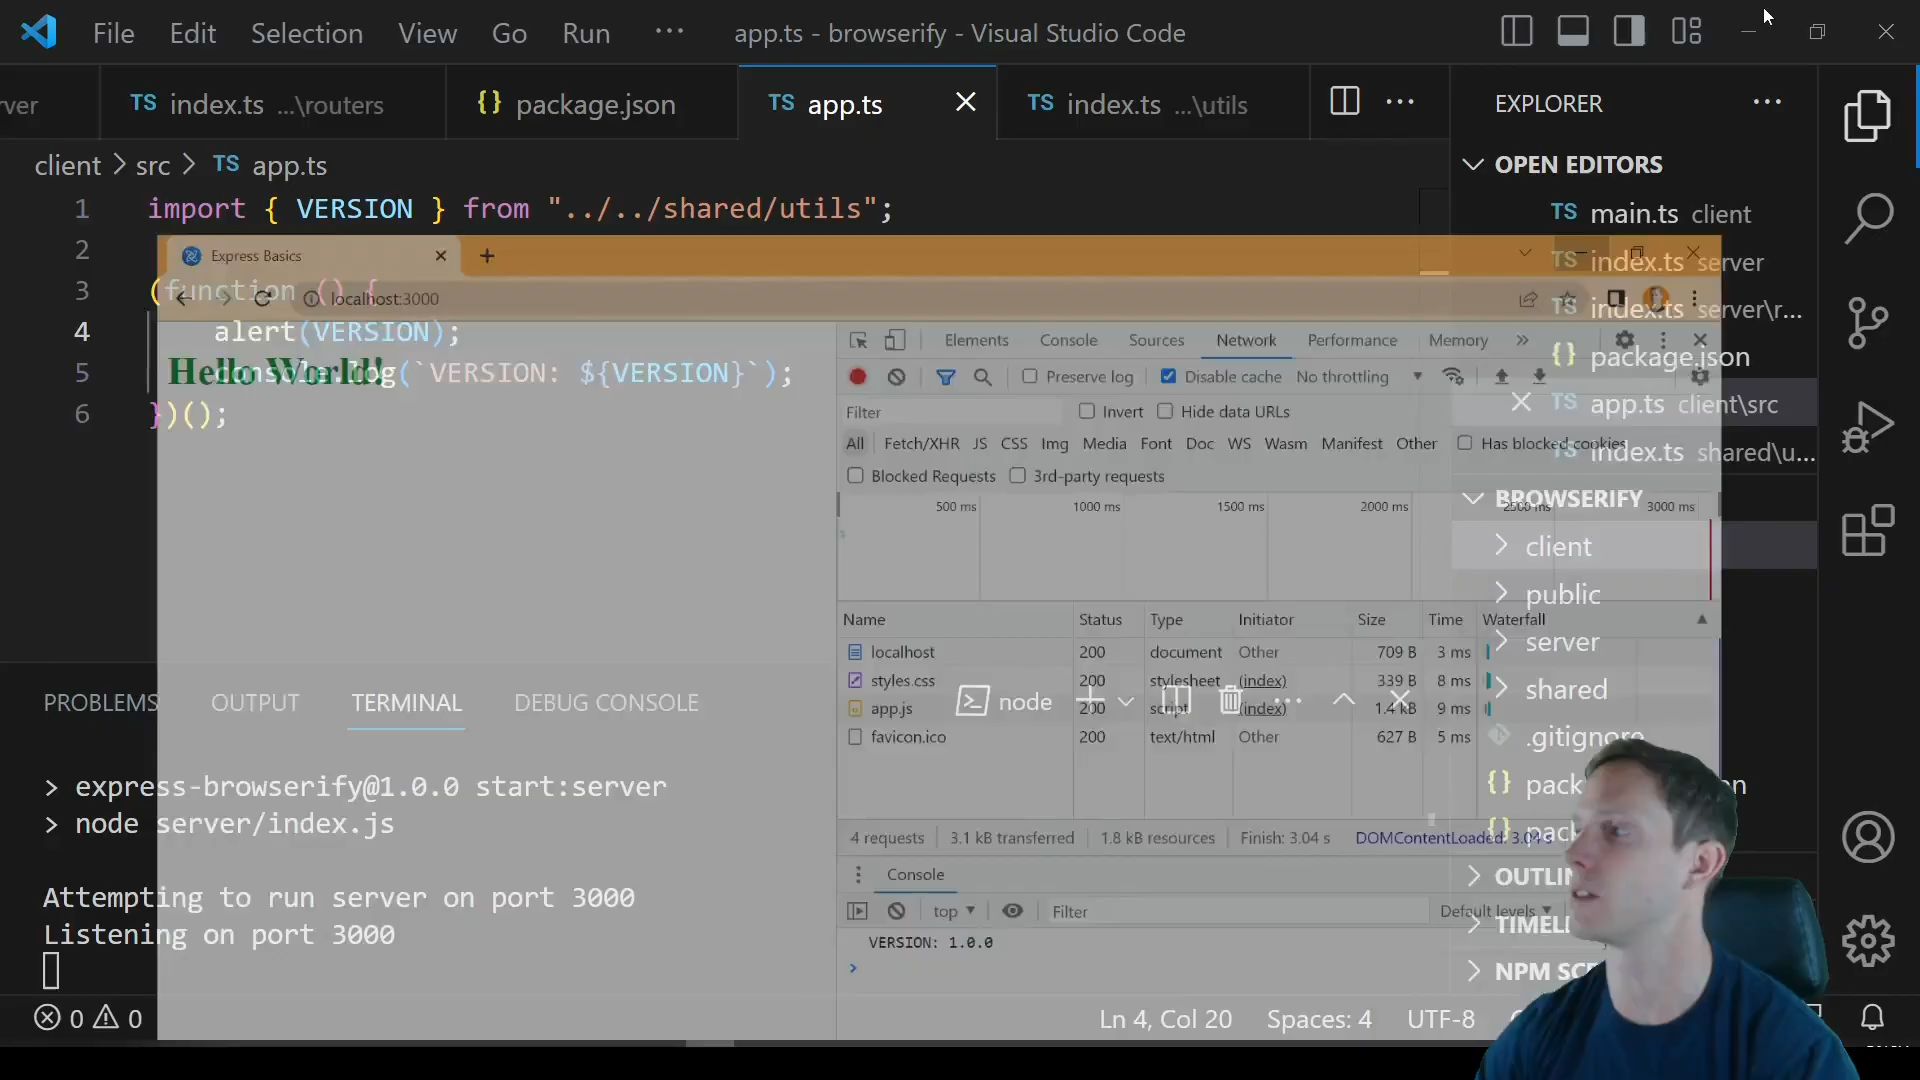 File Edit Selection View Go Run ··· app.ts - browserify - Visual Studio Code
ver TS index.ts ...\routers {} package.json TS app.ts TS index.ts ...\utils
client > src > TS app.ts
1 import { VERSION } from "../../shared/utils";
2
3 (function () {
4 alert(VERSION);
5 console.log(`VERSION: ${VERSION}`);
6 })();
EXPLORER
OPEN EDITORS
TS main.ts client
TS index.ts server
TS index.ts server\r...
{} package.json
TS app.ts client\src
TS index.ts shared\u...
BROWSERIFY
client
public
server
shared
.gitignore
{} pack
{} pack
OUTLIN
TIMEL
NPM SC
Express Basics
localhost:3000
Hello World!
Elements Console Sources Network Performance Memory »
Preserve log Disable cache No throttling
Filter Invert Hide data URLs
All Fetch/XHR JS CSS Img Media Font Doc WS Wasm Manifest Other Has blocked cookies
Blocked Requests 3rd-party requests
500 ms 1000 ms 1500 ms 2000 ms 2500 ms 3000 ms
Name Status Type Initiator Size Time Waterfall
localhost 200 document Other 709 B 3 ms
styles.css 200 stylesheet (index) 339 B 8 ms
app.js 200 script (index) 1.4 kB 9 ms
favicon.ico 200 text/html Other 627 B 5 ms
4 requests 3.1 kB transferred 1.8 kB resources Finish: 3.04 s DOMContentLoaded: 3.04 s
Console
top Filter Default levels
VERSION: 1.0.0
PROBLEMS OUTPUT TERMINAL DEBUG CONSOLE node
> express-browserify@1.0.0 start:server
> node server/index.js
Attempting to run server on port 3000
Listening on port 3000
0 0 Ln 4, Col 20 Spaces: 4 UTF-8